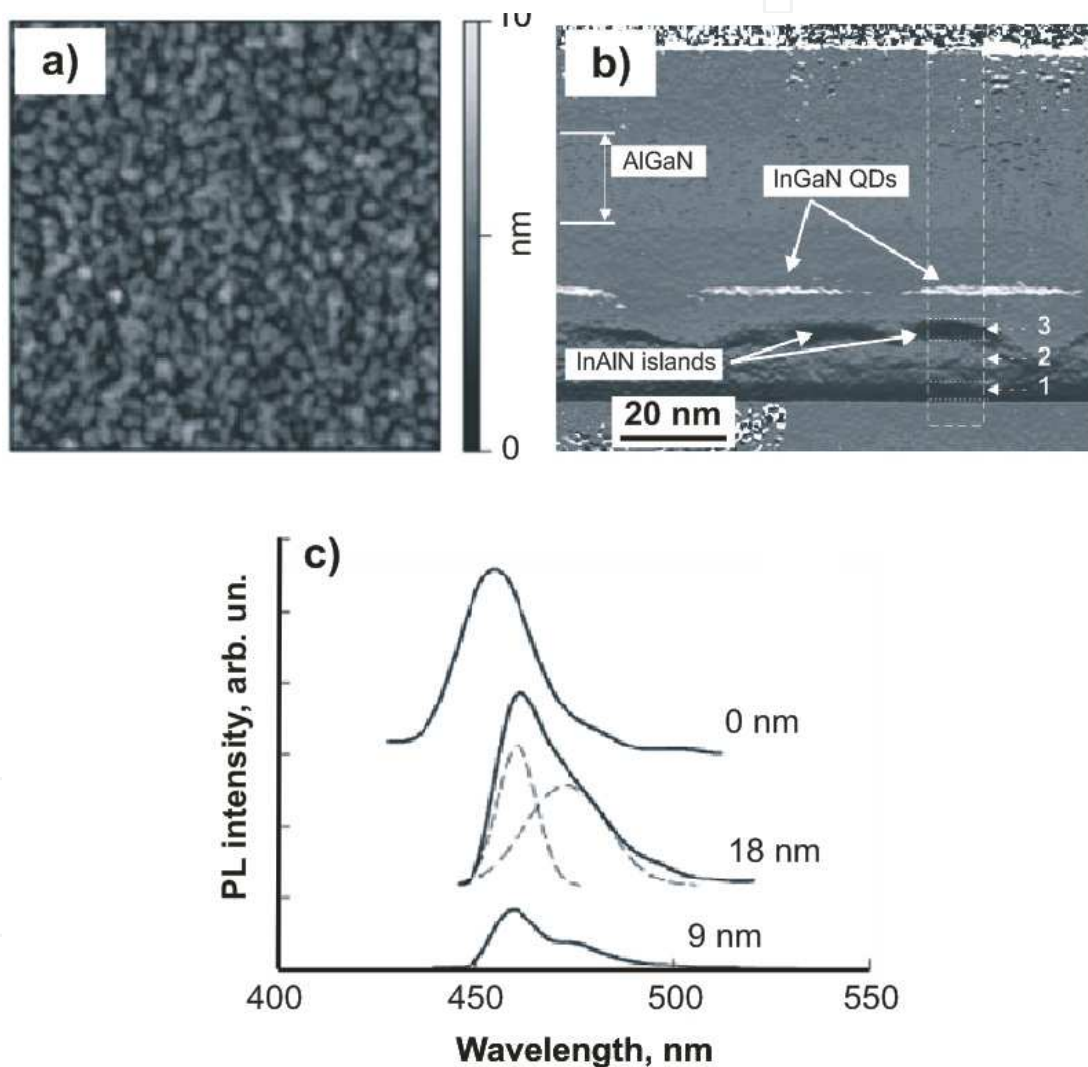 a)
10
nm
0
b)
AlGaN
InGaN QDs
InAlN islands
3
2
1
20 nm
c)
PL intensity, arb. un.
0 nm
18 nm
9 nm
400
450
500
550
Wavelength, nm